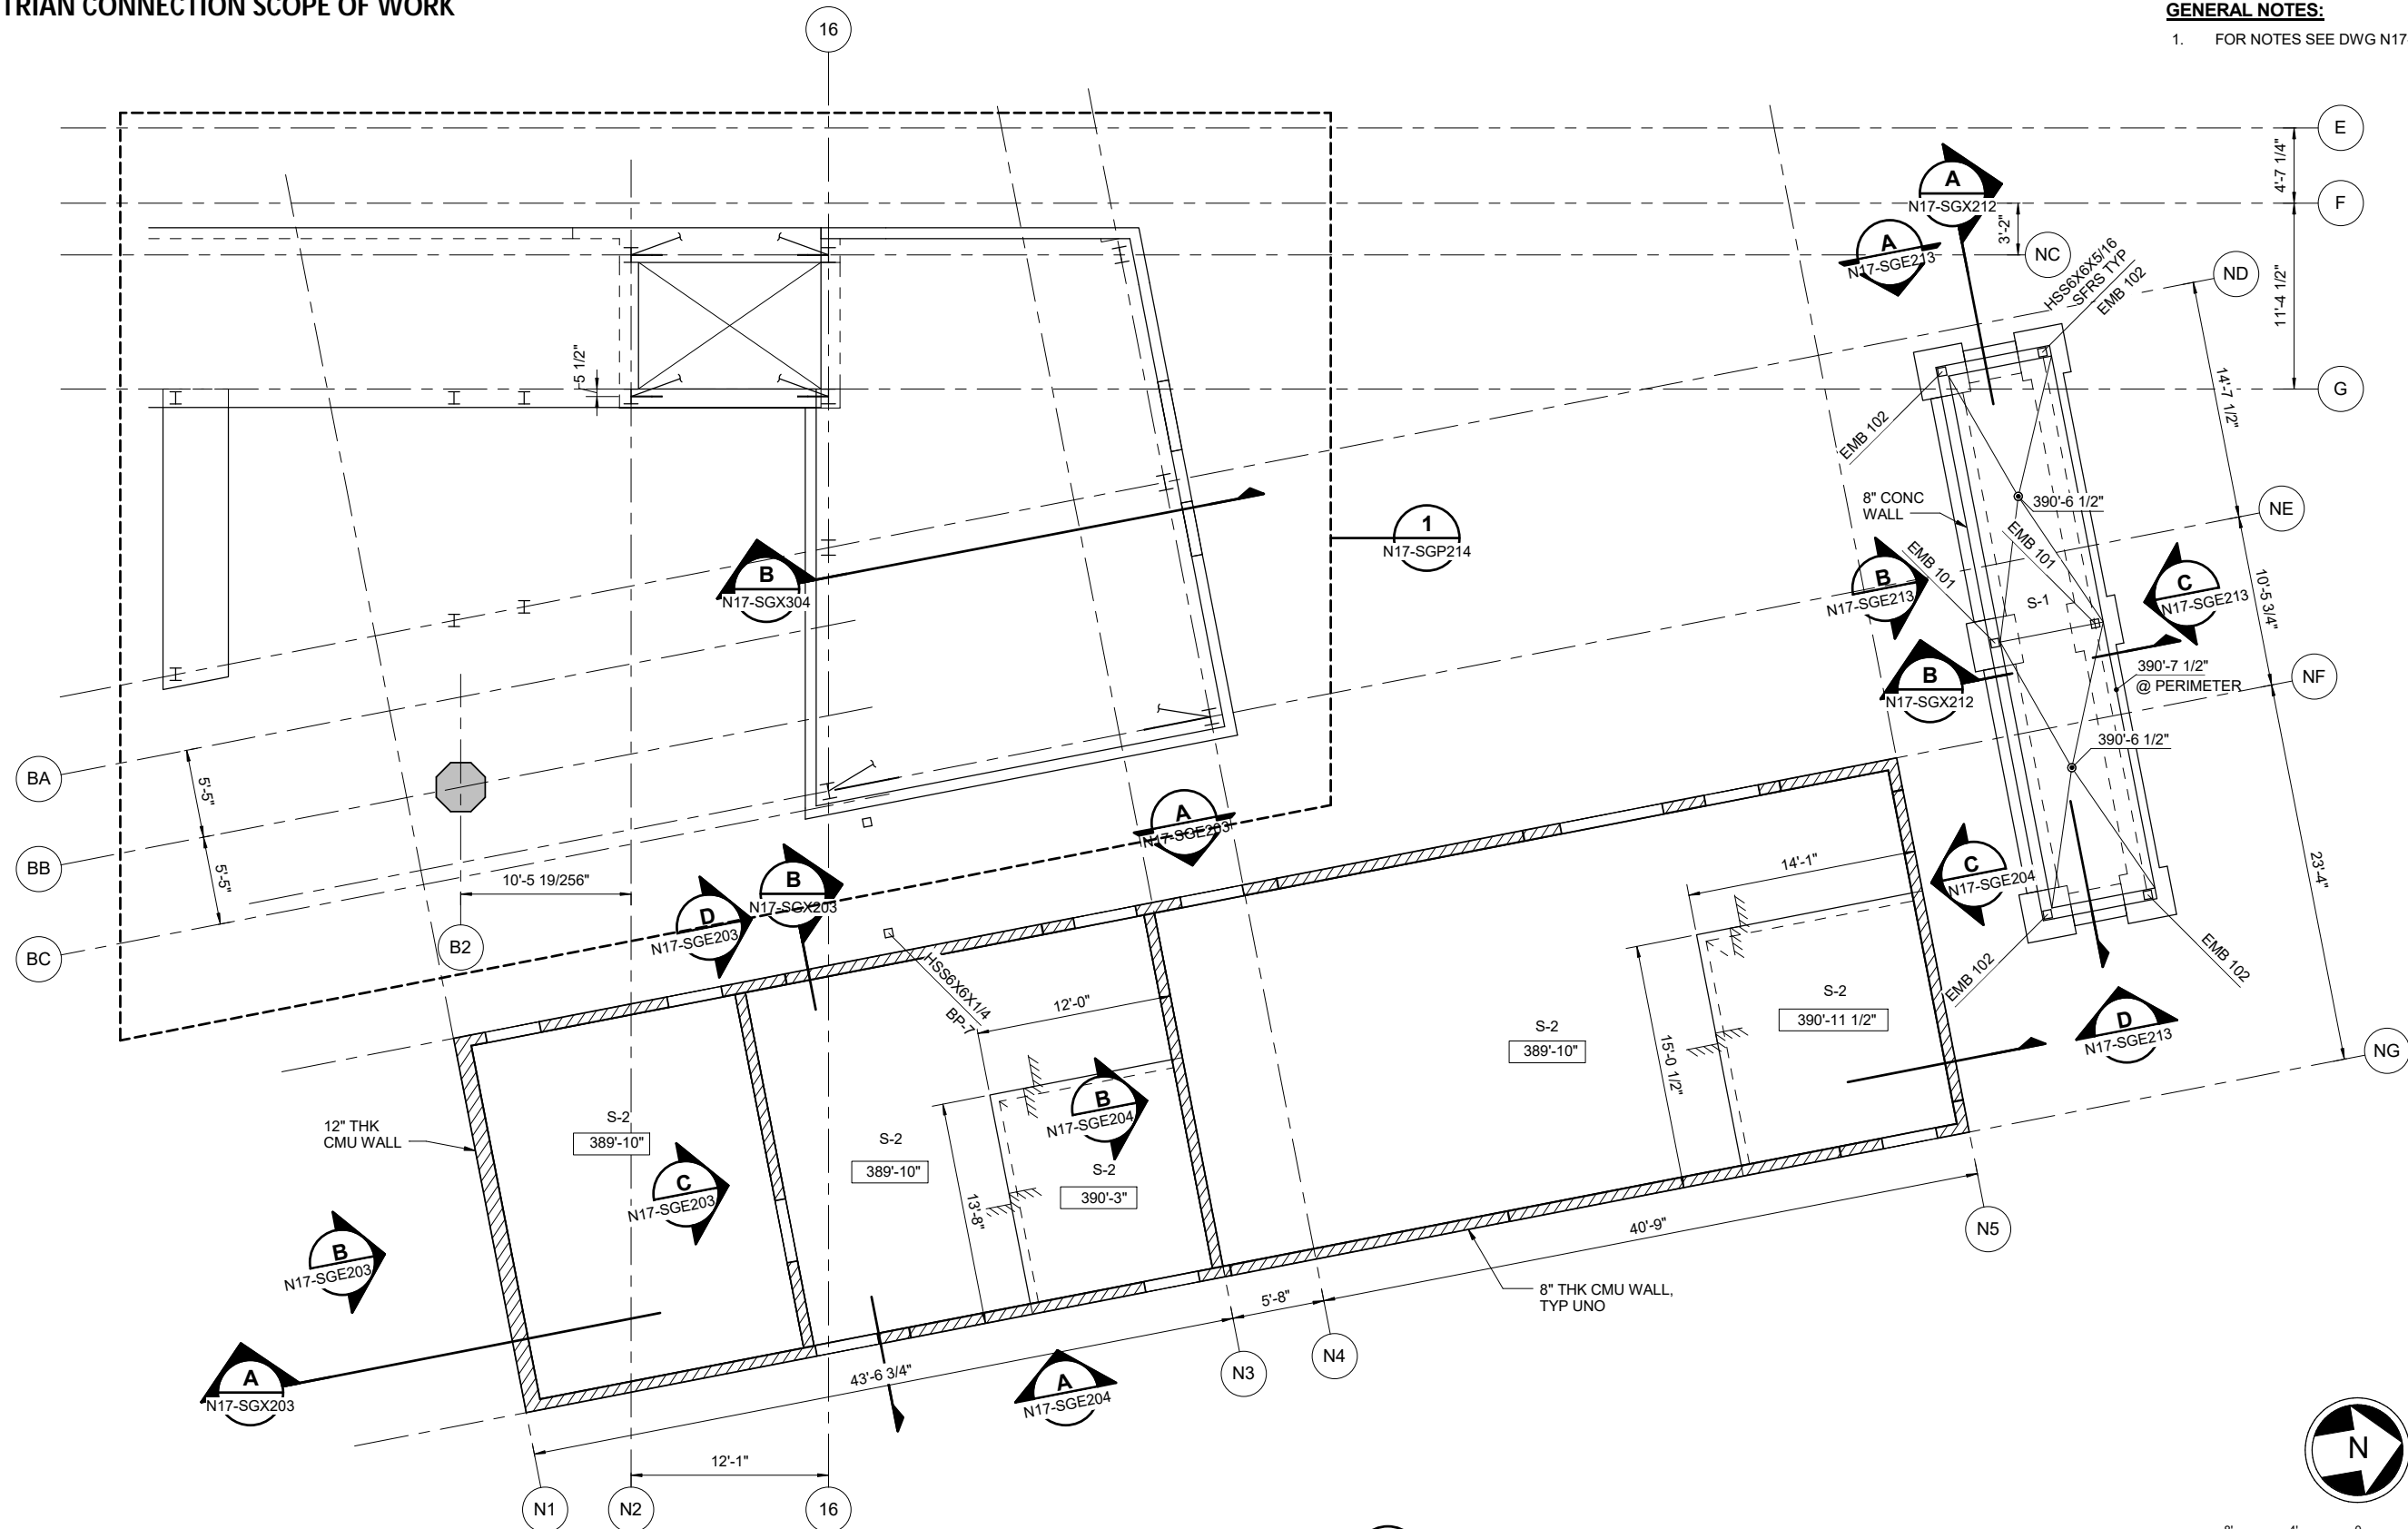 TRIAN CONNECTION SCOPE OF WORK
GENERAL NOTES:
1. FOR NOTES SEE DWG N17
16
E
4'-7 1/4"
F
A
N17-SGX212
3'-2"
NC
A
N17-SGE213
HSS6X6X5/16
SFRS TYP
EMB 102
ND
11'-4 1/2"
G
5 1/2"
14'-7 1/2"
EMB 102
8" CONC
WALL
390'-6 1/2"
NE
1
N17-SGP214
EMB 101
EMB 101
B
N17-SGE213
C
N17-SGE213
10'-5 3/4"
S-1
B
N17-SGX304
B
N17-SGX212
390'-7 1/2"
@ PERIMETER
NF
390'-6 1/2"
BA
5'-5"
BB
5'-5"
BC
B2
10'-5 19/256"
A
N17-SGE203
B
N17-SGX203
D
N17-SGE203
14'-1"
C
N17-SGE204
23'-4"
HSS6X6X1/4
BP-7
12'-0"
EMB 102
EMB 102
S-2
390'-11 1/2"
D
N17-SGE213
NG
S-2
389'-10"
15'-0 1/2"
12" THK
CMU WALL
S-2
389'-10"
S-2
389'-10"
B
N17-SGE204
S-2
390'-3"
13'-8"
C
N17-SGE203
B
N17-SGE203
N5
40'-9"
8" THK CMU WALL,
TYP UNO
5'-8"
N4
N3
43'-6 3/4"
A
N17-SGE204
A
N17-SGX203
12'-1"
N1
N2
16
N
8'
4'
0